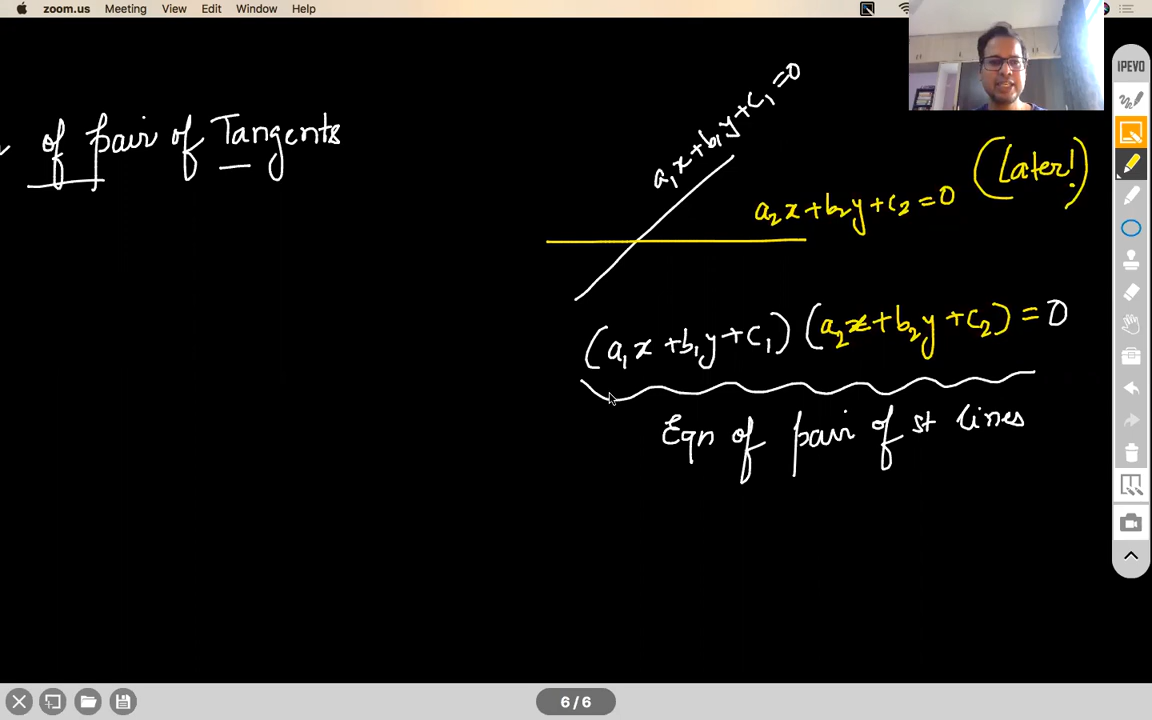 zoom.us Meeting View Edit Window Help
IPEVO
of pair of Tangents
a₁x+b₁y+c₁=0
(Later!)
a₂x+b₂y+c₂=0
(a₁x+b₁y+c₁)(a₂x+b₂y+c₂)=0
Eqn of pair of st lines
6/6